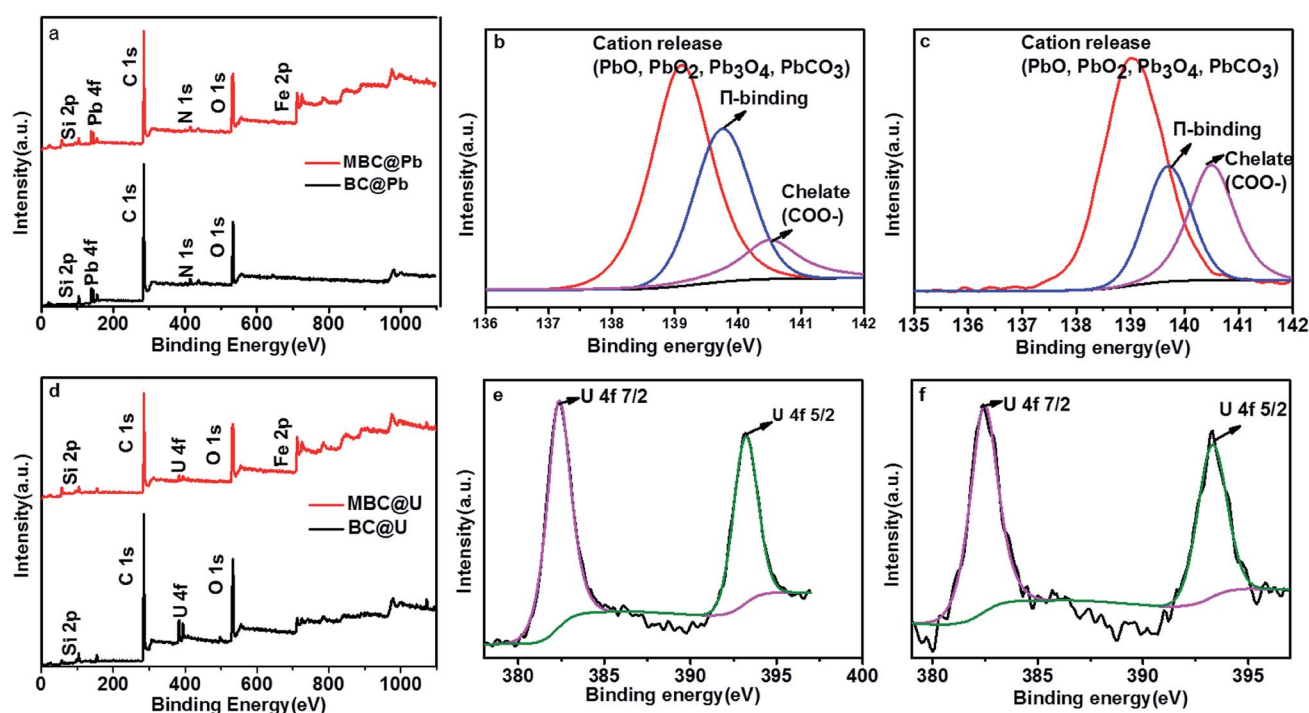 a
Intensity(a.u.)
Si 2p
Pb 4f
C 1s
N 1s
O 1s
Fe 2p
MBC@Pb
BC@Pb
Si 2p
Pb 4f
C 1s
N 1s
O 1s
0 200 400 600 800 1000
Binding Energy(eV)
b
Intensity(a.u.)
Cation release
(PbO, PbO2, Pb3O4, PbCO3)
Π-binding
Chelate
(COO-)
136 137 138 139 140 141 142
Binding energy(eV)
c
Intensity(a.u.)
Cation release
(PbO, PbO2, Pb3O4, PbCO3)
Π-binding
Chelate
(COO-)
135 136 137 138 139 140 141 142
Binding energy(eV)
d
Intensity(a.u.)
Si 2p
C 1s
U 4f
O 1s
Fe 2p
MBC@U
BC@U
Si 2p
C 1s
U 4f
O 1s
0 200 400 600 800 1000
Binding Energy(eV)
e
Intensity(a.u.)
U 4f 7/2
U 4f 5/2
380 385 390 395 400
Binding energy(eV)
f
Intensity(a.u.)
U 4f 7/2
U 4f 5/2
380 385 390 395
Binding energy(eV)